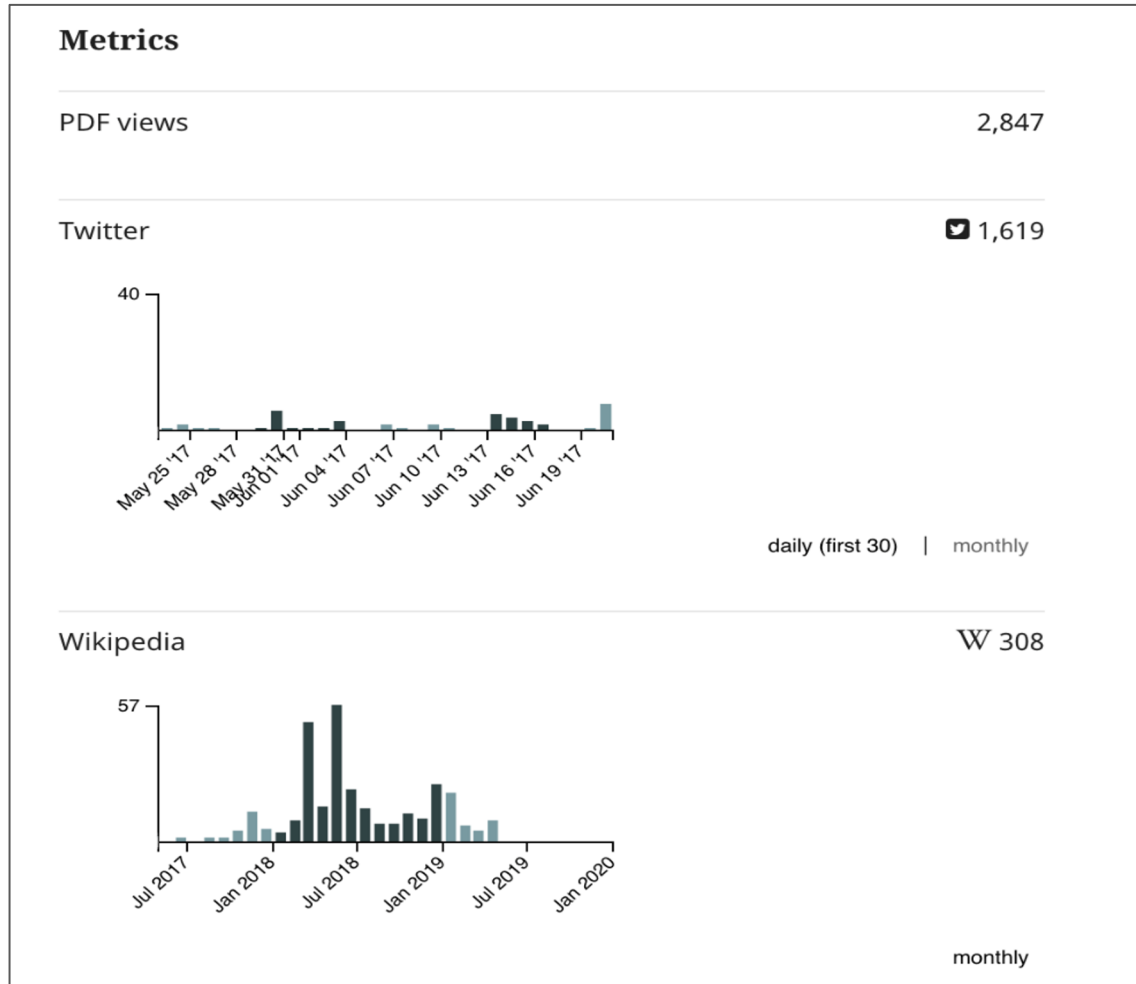 Metrics
PDF views 2,847
Twitter 1,619
40
May 25 '17 May 28 '17 May 31 '17 Jun 01 '17 Jun 04 '17 Jun 07 '17 Jun 10 '17 Jun 13 '17 Jun 16 '17 Jun 19 '17
daily (first 30) | monthly
Wikipedia W 308
57
Jul 2017 Jan 2018 Jul 2018 Jan 2019 Jul 2019 Jan 2020
monthly